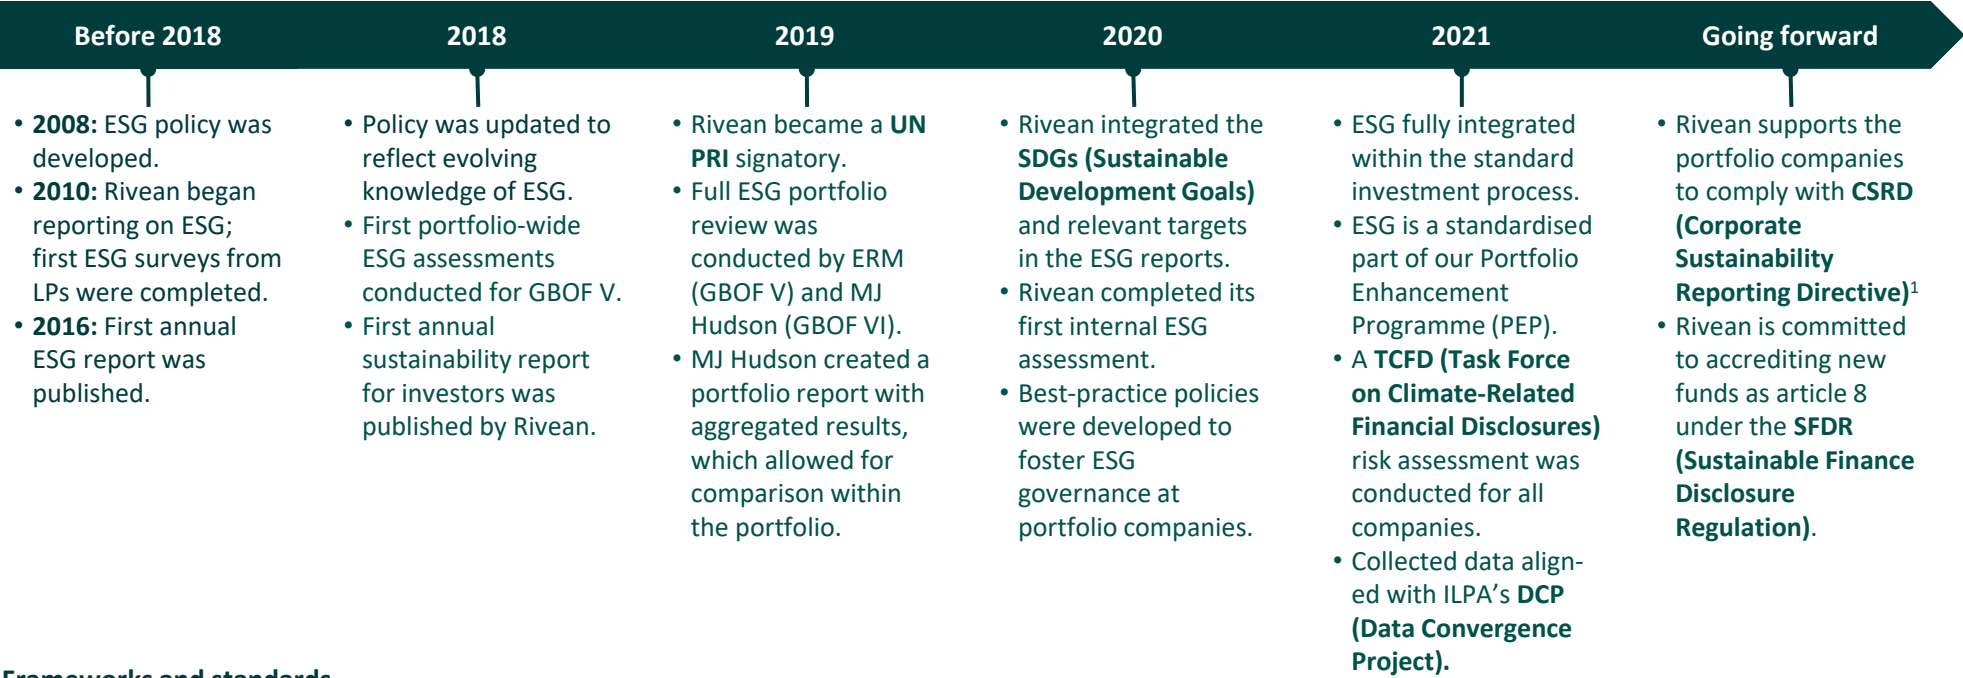 Before 2018
2018
2019
2020
2021
Going forward
• 2008: ESG policy was
developed.
• 2010: Rivean began
reporting on ESG;
first ESG surveys from
LPs were completed.
• 2016: First annual
ESG report was
published.
• Policy was updated to
reflect evolving
knowledge of ESG.
• First portfolio-wide
ESG assessments
conducted for GBOF V.
• First annual
sustainability report
for investors was
published by Rivean.
• Rivean became a UN
PRI signatory.
• Full ESG portfolio
review was
conducted by ERM
(GBOF V) and MJ
Hudson (GBOF VI).
• MJ Hudson created a
portfolio report with
aggregated results,
which allowed for
comparison within
the portfolio.
• Rivean integrated the
SDGs (Sustainable
Development Goals)
and relevant targets
in the ESG reports.
• Rivean completed its
first internal ESG
assessment.
• Best-practice policies
were developed to
foster ESG
governance at
portfolio companies.
• ESG fully integrated
within the standard
investment process.
• ESG is a standardised
part of our Portfolio
Enhancement
Programme (PEP).
• A TCFD (Task Force
on Climate-Related
Financial Disclosures)
risk assessment was
conducted for all
companies.
• Collected data align-
ed with ILPA's DCP
(Data Convergence
Project).
• Rivean supports the
portfolio companies
to comply with CSRD
(Corporate
Sustainability
Reporting Directive)¹
• Rivean is committed
to accrediting new
funds as article 8
under the SFDR
(Sustainable Finance
Disclosure
Regulation).
Frameworks and standards